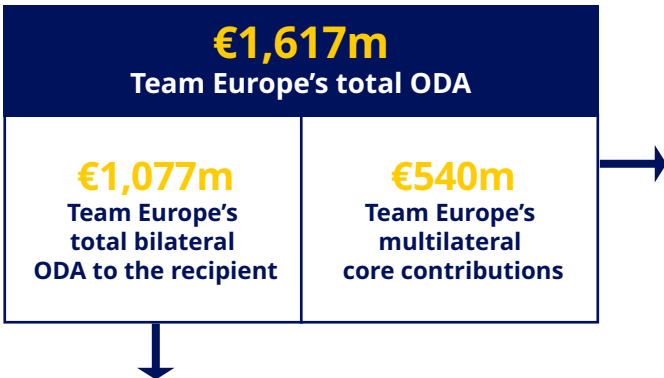 €1,617m
Team Europe’s total ODA
€1,077m
Team Europe’s
total bilateral
ODA to the recipient
€540m
Team Europe’s
multilateral
core contributions